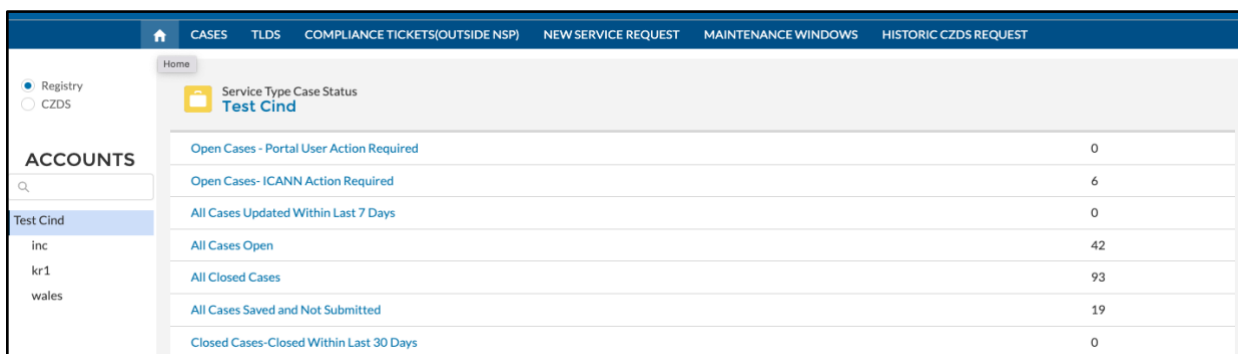 CASES TLDS COMPLIANCE TICKETS(OUTSIDE NSP) NEW SERVICE REQUEST MAINTENANCE WINDOWS HISTORIC CZDS REQUEST
Home
Registry
CZDS
ACCOUNTS
Test Cind
inc
kr1
wales
Service Type Case Status
Test Cind
Open Cases - Portal User Action Required 0
Open Cases- ICANN Action Required 6
All Cases Updated Within Last 7 Days 0
All Cases Open 42
All Closed Cases 93
All Cases Saved and Not Submitted 19
Closed Cases-Closed Within Last 30 Days 0